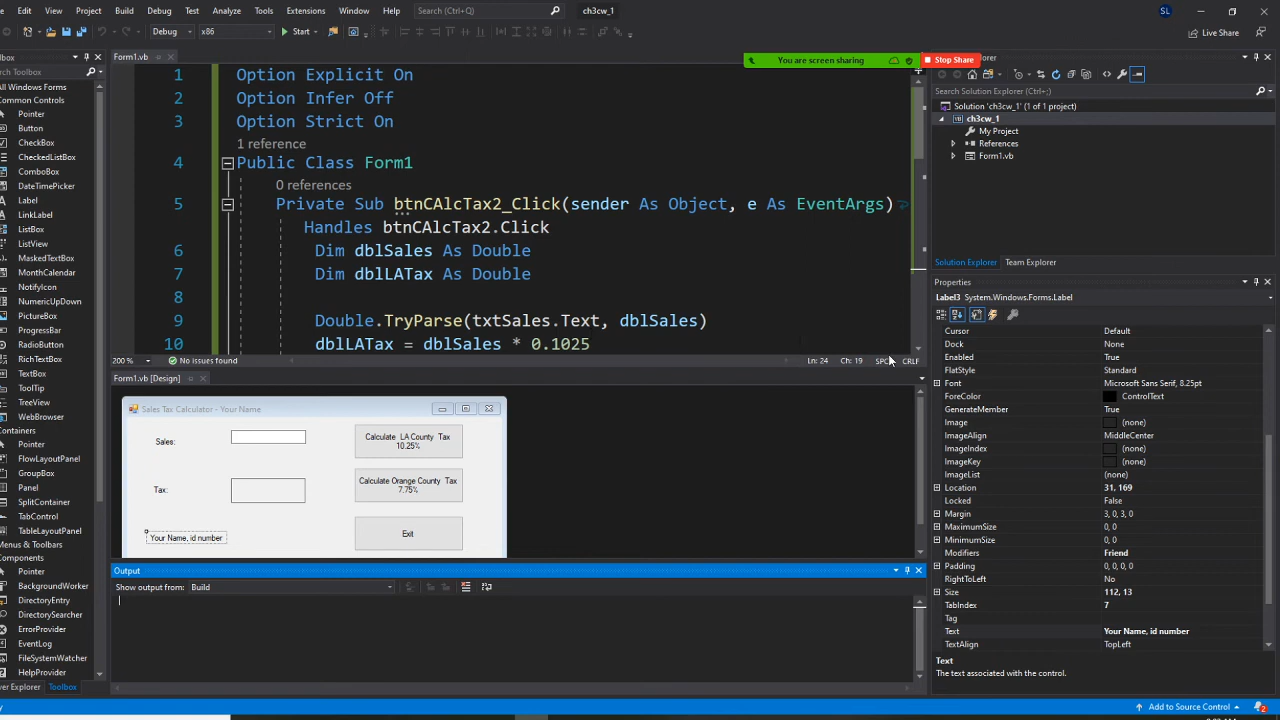 File Edit View Project Build Debug Test Analyze Tools Extensions Window Help Search (Ctrl+Q) ch3cw_1 SL
Debug x86 Start Live Share
Form1.vb
You are screen sharing Stop Share
Search Toolbox
All Windows Forms
Common Controls
Pointer
Button
CheckBox
CheckedListBox
ComboBox
DateTimePicker
Label
LinkLabel
ListBox
ListView
MaskedTextBox
MonthCalendar
NotifyIcon
NumericUpDown
PictureBox
ProgressBar
RadioButton
RichTextBox
TextBox
ToolTip
TreeView
WebBrowser
Containers
Pointer
FlowLayoutPanel
GroupBox
Panel
SplitContainer
TabControl
TableLayoutPanel
Menus & Toolbars
Components
Pointer
BackgroundWorker
DirectoryEntry
DirectorySearcher
ErrorProvider
EventLog
FileSystemWatcher
HelpProvider
Toolbox
1 Option Explicit On
2 Option Infer Off
3 Option Strict On
1 reference
4 Public Class Form1
0 references
5 Private Sub btnCAlcTax2_Click(sender As Object, e As EventArgs)
Handles btnCAlcTax2.Click
6 Dim dblSales As Double
7 Dim dblLATax As Double
8
9 Double.TryParse(txtSales.Text, dblSales)
10 dblLATax = dblSales * 0.1025
200 % No issues found Ln: 24 Ch: 19 SPC CRLF
Form1.vb [Design]
Sales Tax Calculator - Your Name
Sales:
Calculate LA County Tax
10.25%
Tax:
Calculate Orange County Tax
7.75%
Your Name, id number
Exit
Output
Show output from: Build
Search Solution Explorer (Ctrl+;)
Solution 'ch3cw_1' (1 of 1 project)
ch3cw_1
My Project
References
Form1.vb
Solution Explorer Team Explorer
Properties
Label3 System.Windows.Forms.Label
Cursor Default
Dock None
Enabled True
FlatStyle Standard
Font Microsoft Sans Serif, 8.25pt
ForeColor ControlText
GenerateMember True
Image (none)
ImageAlign MiddleCenter
ImageIndex (none)
ImageKey (none)
ImageList (none)
Location 31, 169
Locked False
Margin 3, 0, 3, 0
MaximumSize 0, 0
MinimumSize 0, 0
Modifiers Friend
Padding 0, 0, 0, 0
RightToLeft No
Size 112, 13
TabIndex 7
Tag
Text Your Name, id number
TextAlign TopLeft
Text
The text associated with the control.
Add to Source Control 2